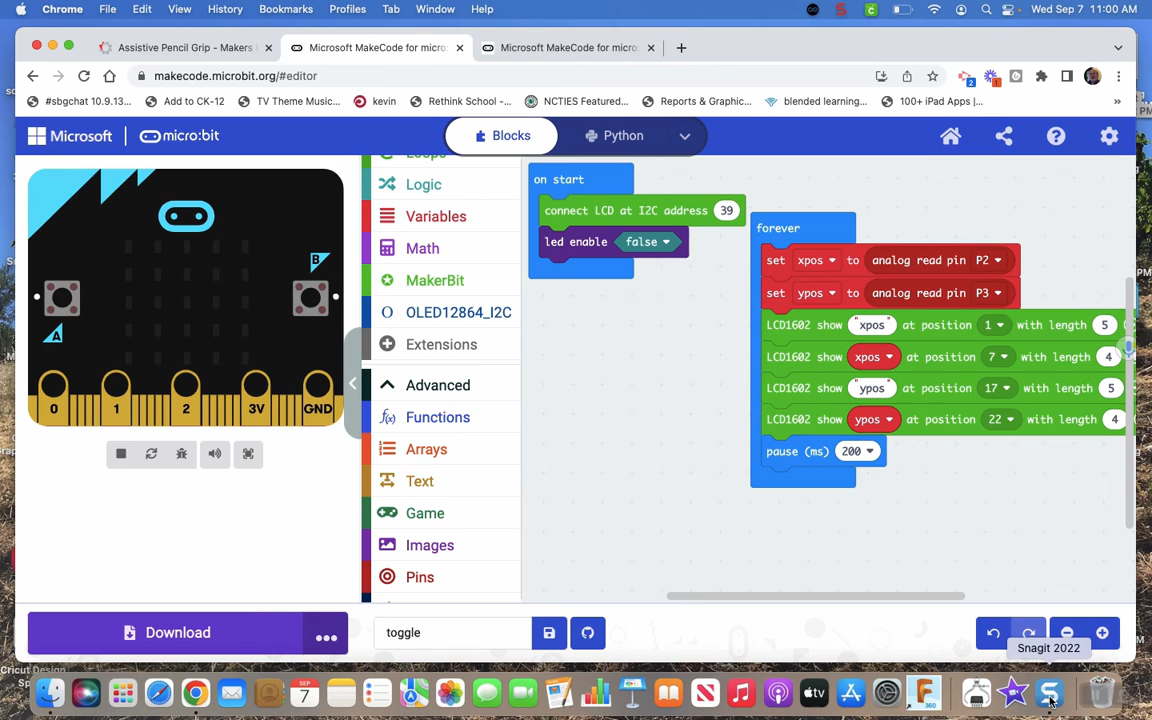 Chrome File Edit View History Bookmarks Profiles Tab Window Help Wed Sep 7 11:00 AM
Assistive Pencil Grip - Makers Microsoft MakeCode for micro: Microsoft MakeCode for micro:
makecode.microbit.org/#editor
#sbgchat 10.9.13... Add to CK-12 TV Theme Music... kevin Rethink School -... NCTIES Featured... Reports & Graphic... blended learning... 100+ iPad Apps |... »
Microsoft micro:bit Blocks Python
B
A
0 1 2 3V GND
Loops
Logic
Variables
Math
MakerBit
OLED12864_I2C
Extensions
Advanced
Functions
Arrays
Text
Game
Images
Pins
on start
connect LCD at I2C address 39
led enable false
forever
set xpos to analog read pin P2
set ypos to analog read pin P3
LCD1602 show "xpos" at position 1 with length 5
LCD1602 show xpos at position 7 with length 4
LCD1602 show "ypos" at position 17 with length 5
LCD1602 show ypos at position 22 with length 4
pause (ms) 200
Download ... toggle
Snagit 2022
Cricut Design
SEP
7
tv
360